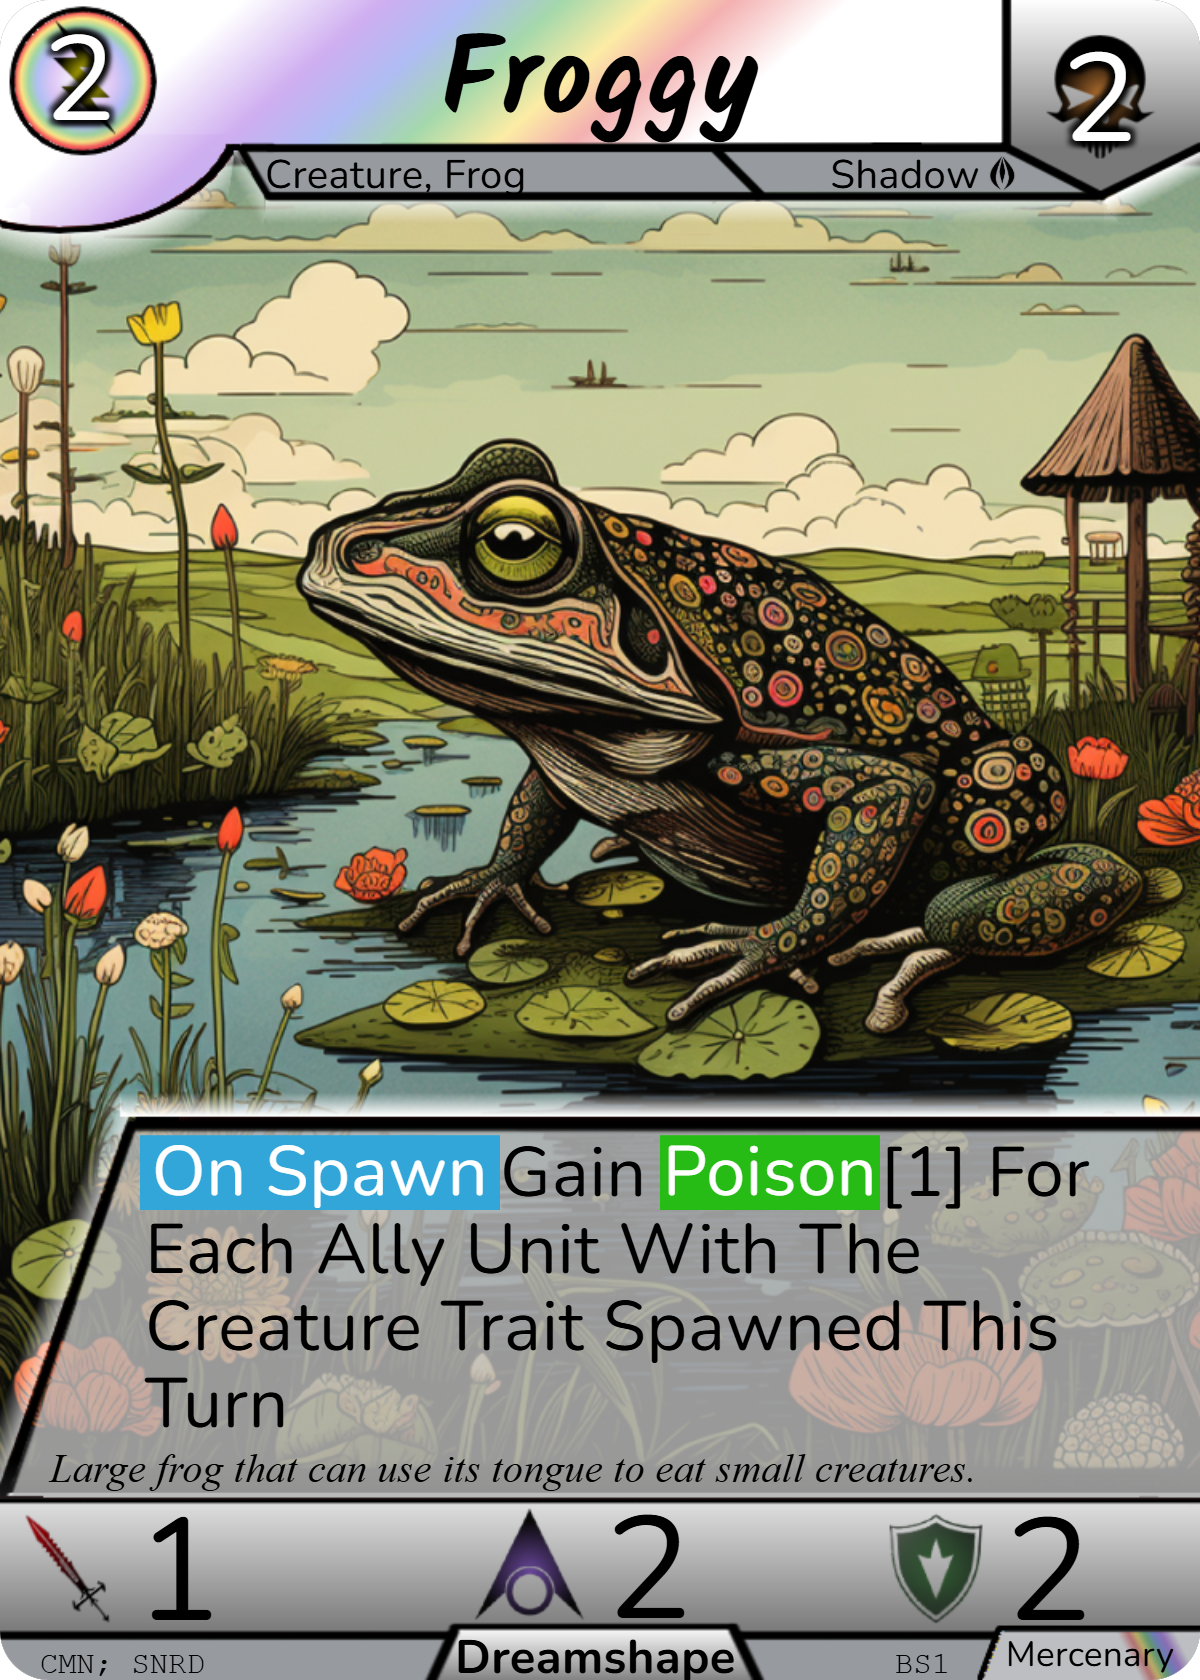 2
Froggy
2
Creature, Frog
Shadow
On Spawn Gain Poison[1] For
Each Ally Unit With The
Creature Trait Spawned This
Turn
Large frog that can use its tongue to eat small creatures.
1
2
2
CMN; SNRD
Dreamshape
BS1
Mercenary